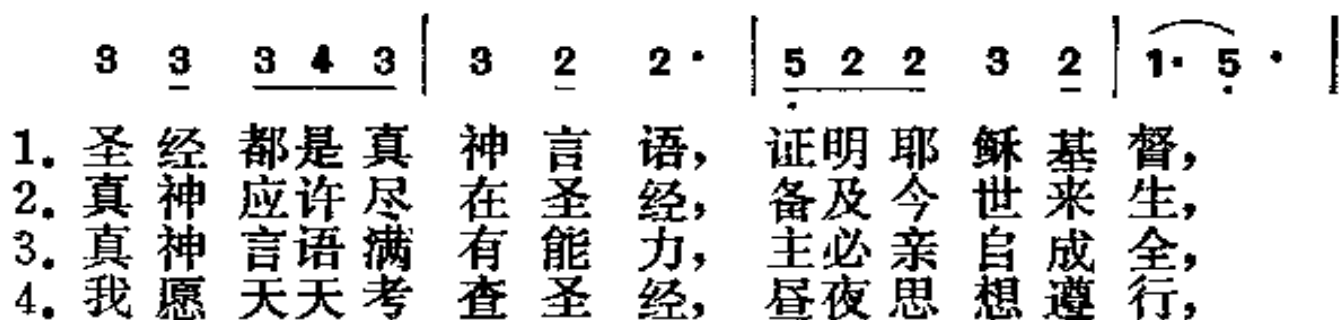 3 3 3 4 3 | 3 2 2 · | 5 2 2 3 2 | 1· 5 ·
1. 圣经都是真神言语，证明耶稣基督，
2. 真神应许尽在圣经，备及今世来生，
3. 真神言语满有能力，主必亲自成全，
4. 我愿天天考查圣经，昼夜思想遵行，